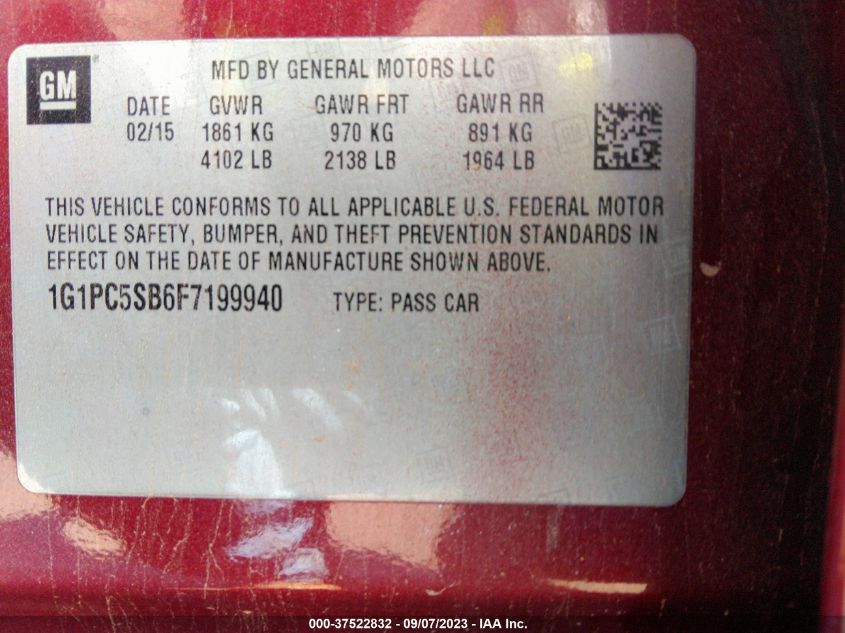 GM
MFD BY GENERAL MOTORS LLC
DATE GVWR GAWR FRT GAWR RR
02/15 1861 KG 970 KG 891 KG
4102 LB 2138 LB 1964 LB
THIS VEHICLE CONFORMS TO ALL APPLICABLE U.S. FEDERAL MOTOR
VEHICLE SAFETY, BUMPER, AND THEFT PREVENTION STANDARDS IN
EFFECT ON THE DATE OF MANUFACTURE SHOWN ABOVE.
1G1PC5SB6F7199940 TYPE: PASS CAR
000-37522832 - 09/07/2023 - IAA Inc.